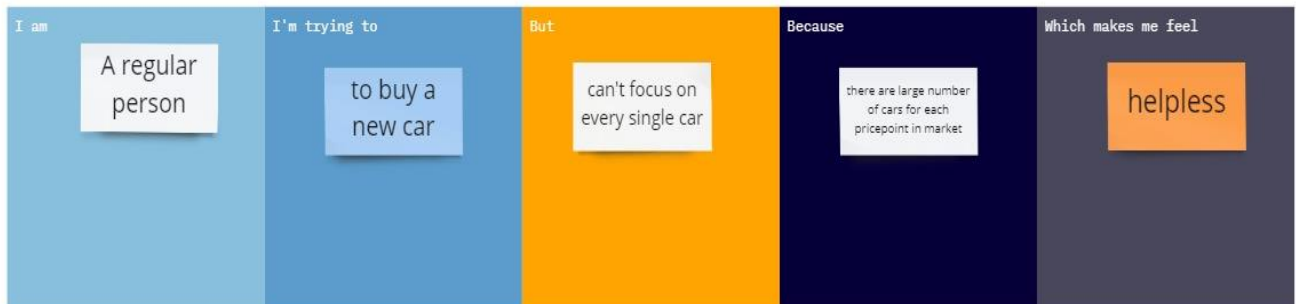 I am
A regular
person
I'm trying to
to buy a
new car
But
can't focus on
every single car
Because
there are large number
of cars for each
pricepoint in market
Which makes me feel
helpless